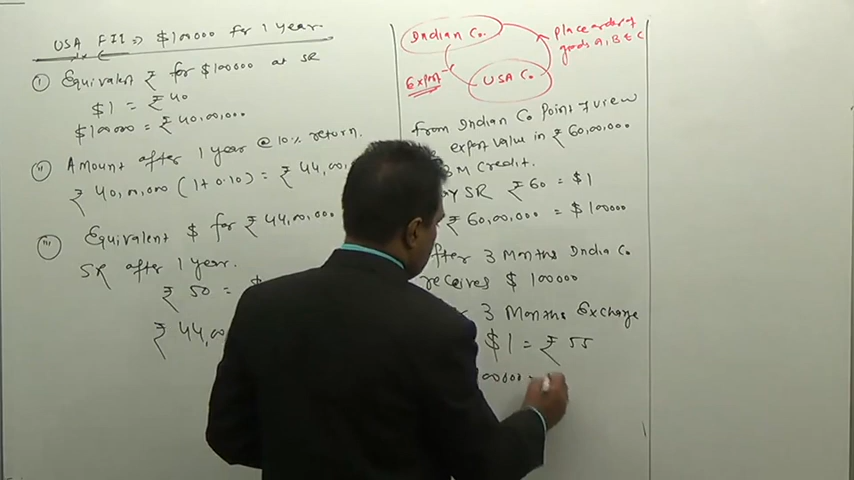 USA FII => $100000 for 1 year.
(i) Equivalent ₹ for $100000 at SR
$1 = ₹40
$100000 = ₹40,00,000
(ii) Amount after 1 year @ 10% return.
₹40,00,000 (1+0.10) = ₹44,00,
(iii) Equivalent $ for ₹44,00,000
SR after 1 year.
₹50 =
₹44,00
Indian Co.
Place order of
goods A, B & C
Export
USA Co.
From Indian Co Point of view
export value in ₹60,00,000
3M Credit.
SR ₹60 = $1
₹60,00,000 = $100000
After 3 Months India Co
receives $100000
3 Months Exchange
$1 = ₹55